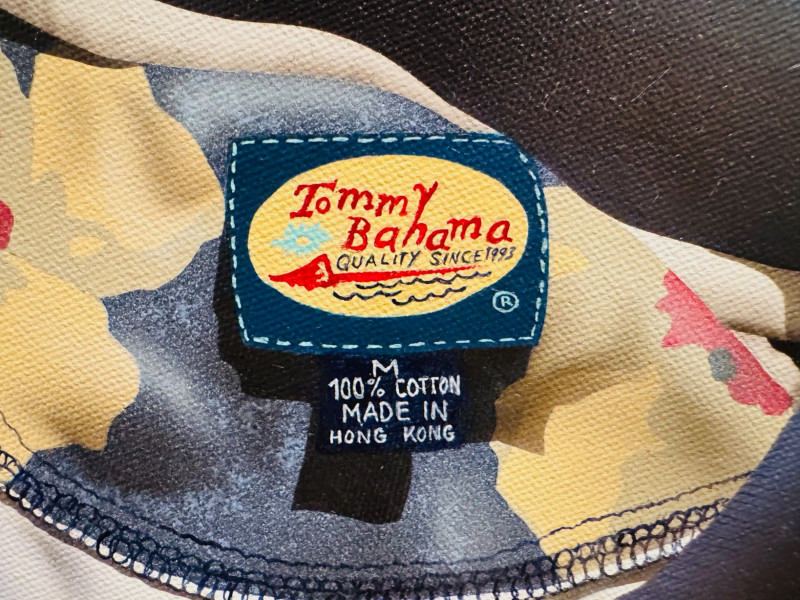 Tommy
Bahama
QUALITY SINCE 1993
®
M
100% COTTON
MADE IN
HONG KONG